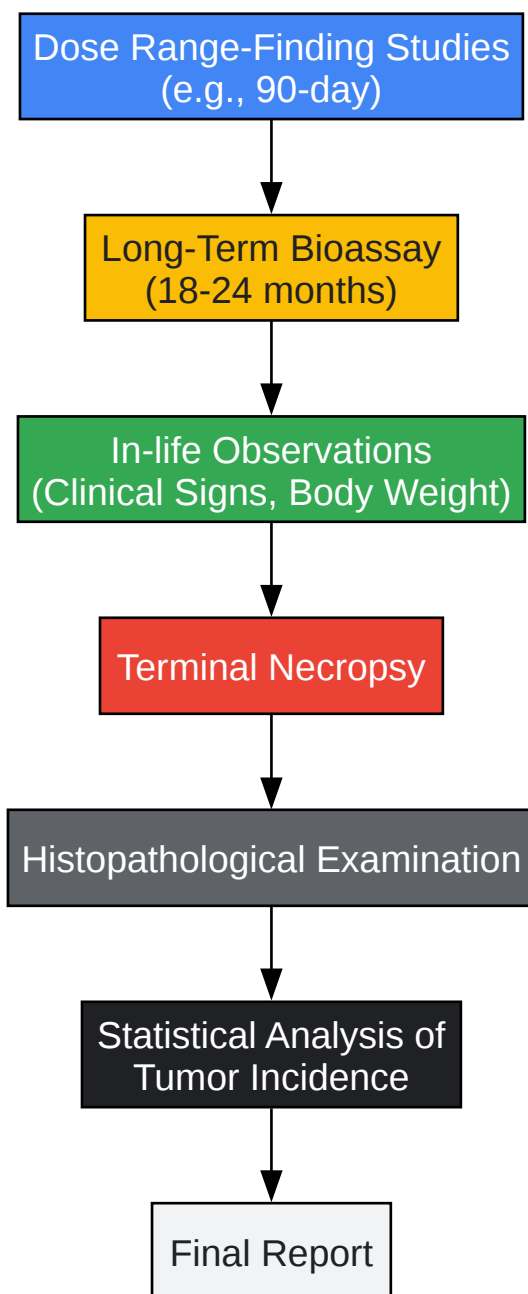 Dose Range-Finding Studies
(e.g., 90-day)
Long-Term Bioassay
(18-24 months)
In-life Observations
(Clinical Signs, Body Weight)
Terminal Necropsy
Histopathological Examination
Statistical Analysis of
Tumor Incidence
Final Report